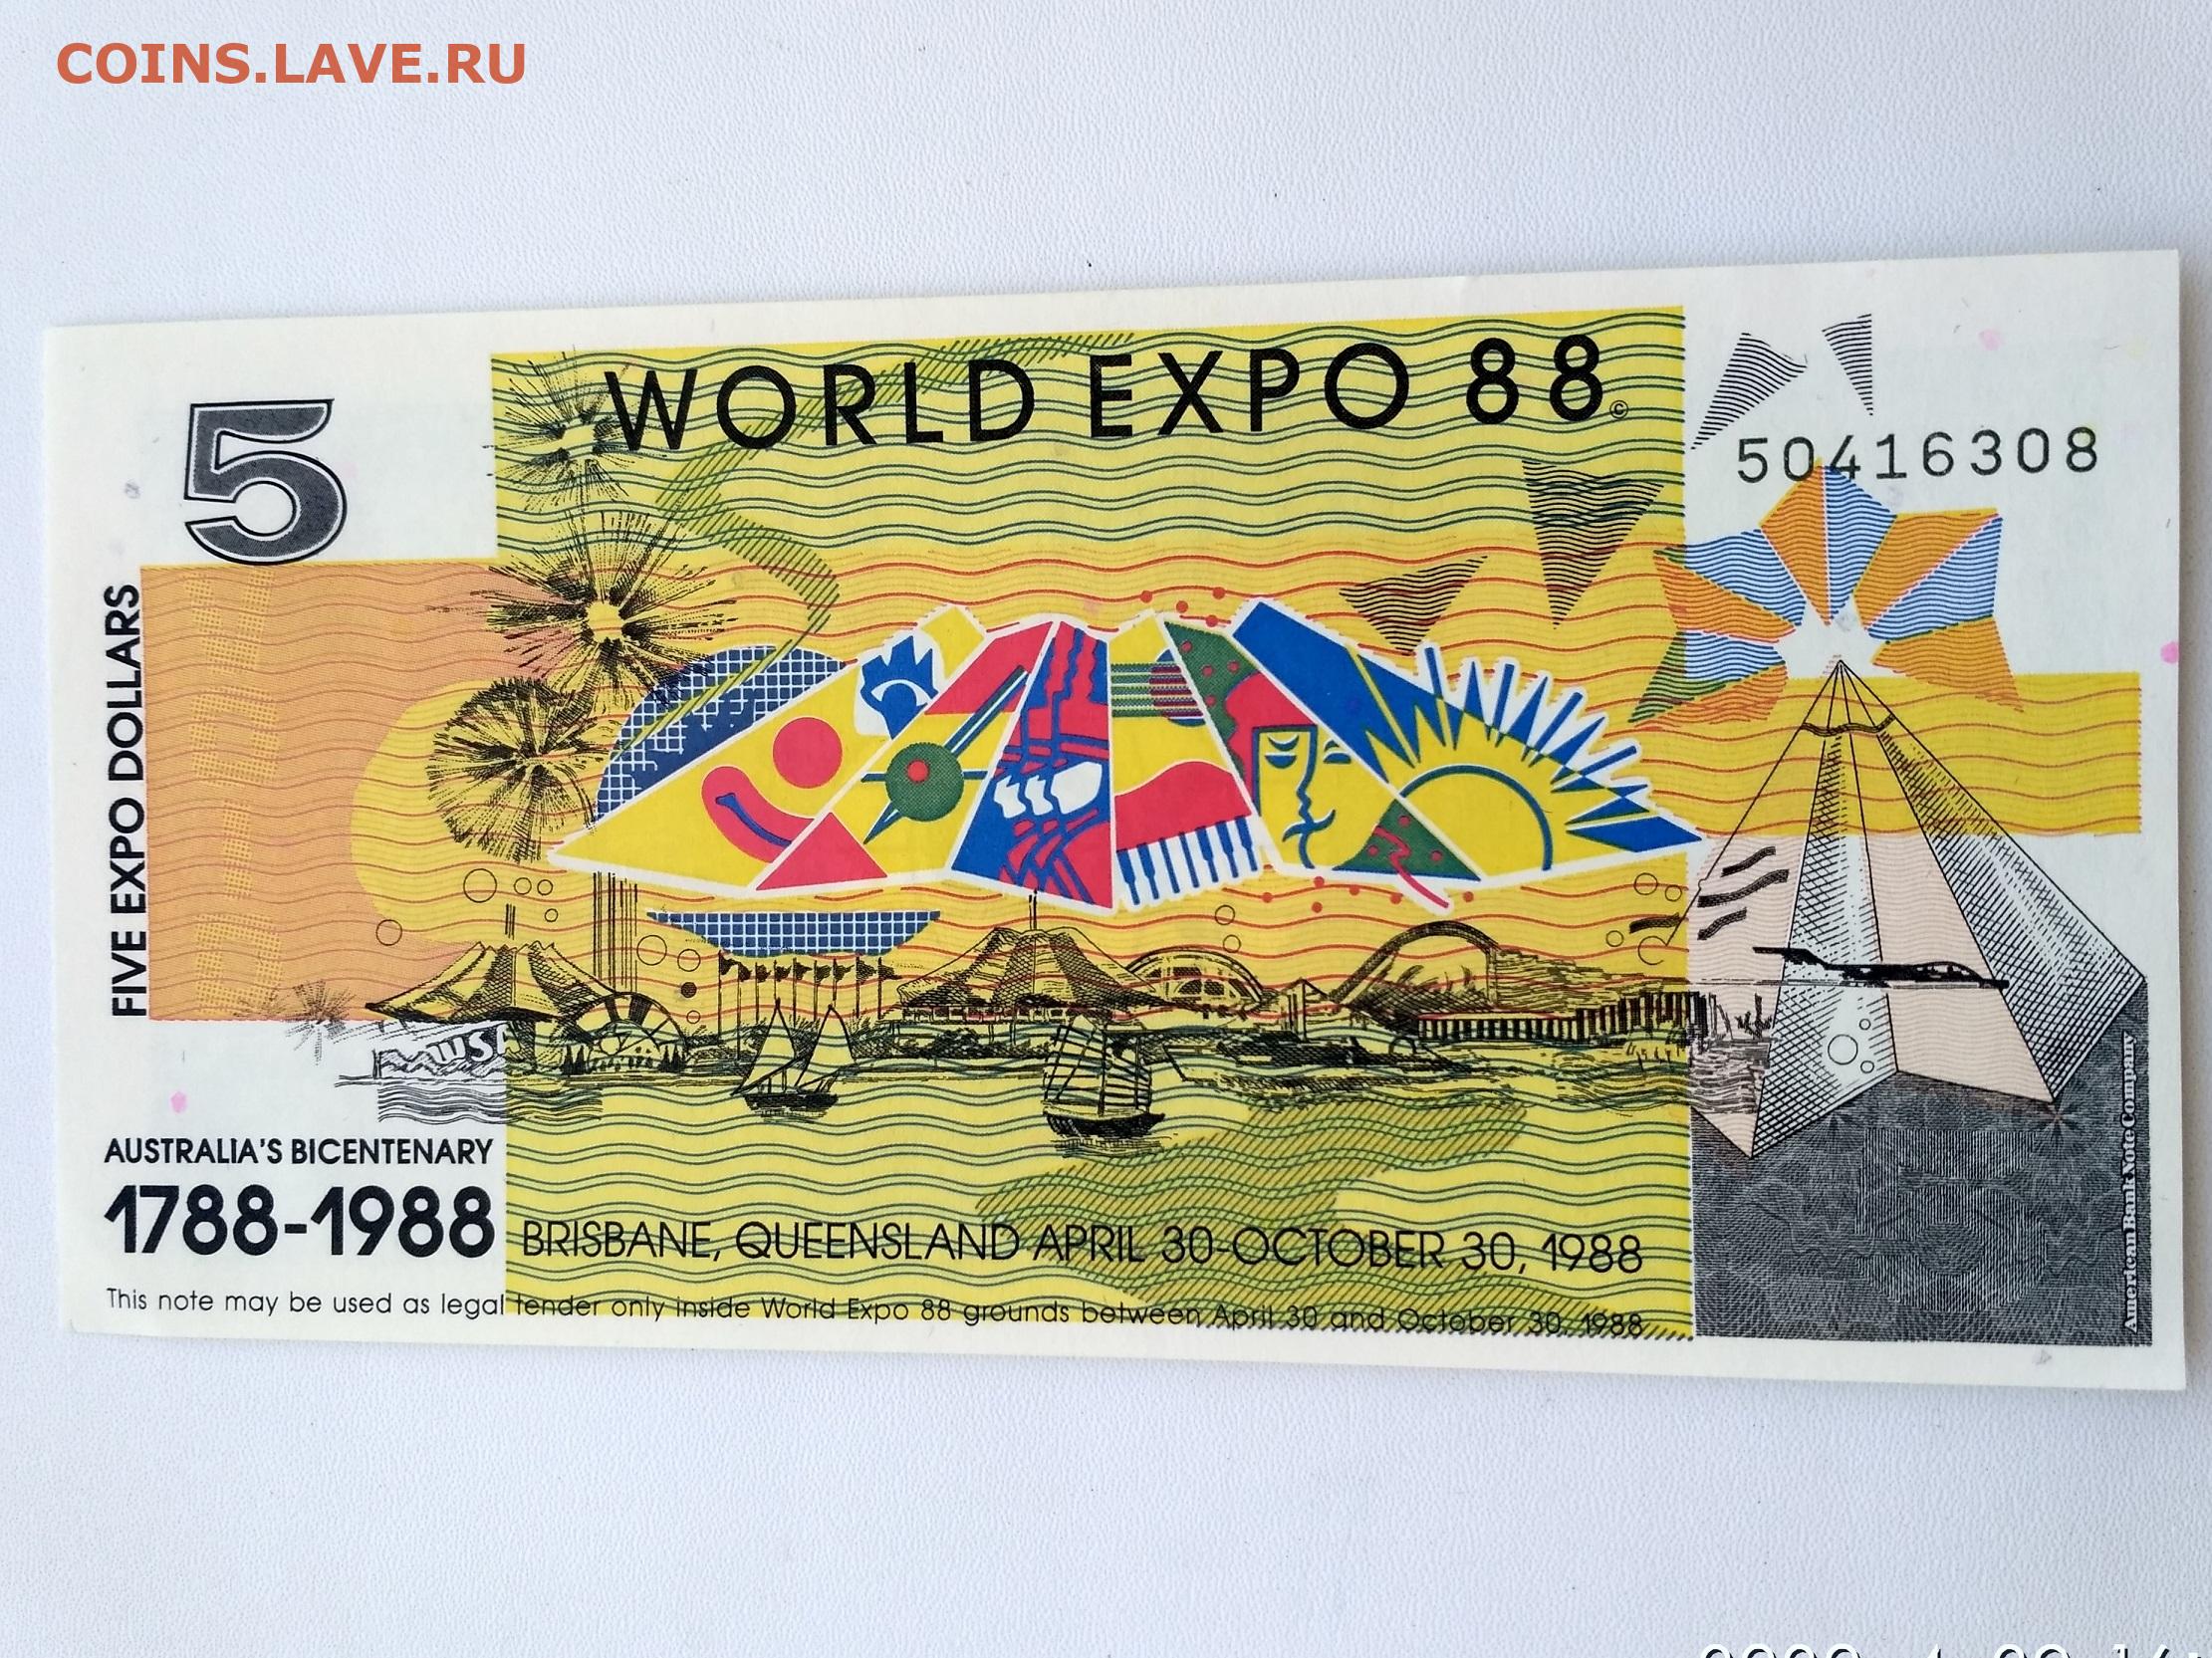 COINS.LAVE.RU
WORLD EXPO 88©
5
50416308
FIVE EXPO DOLLARS
USA
AUSTRALIA'S BICENTENARY
1788-1988
BRISBANE, QUEENSLAND APRIL 30-OCTOBER 30, 1988
This note may be used as legal tender only inside World Expo 88 grounds between April 30 and October 30, 1988
American Bank Note Company